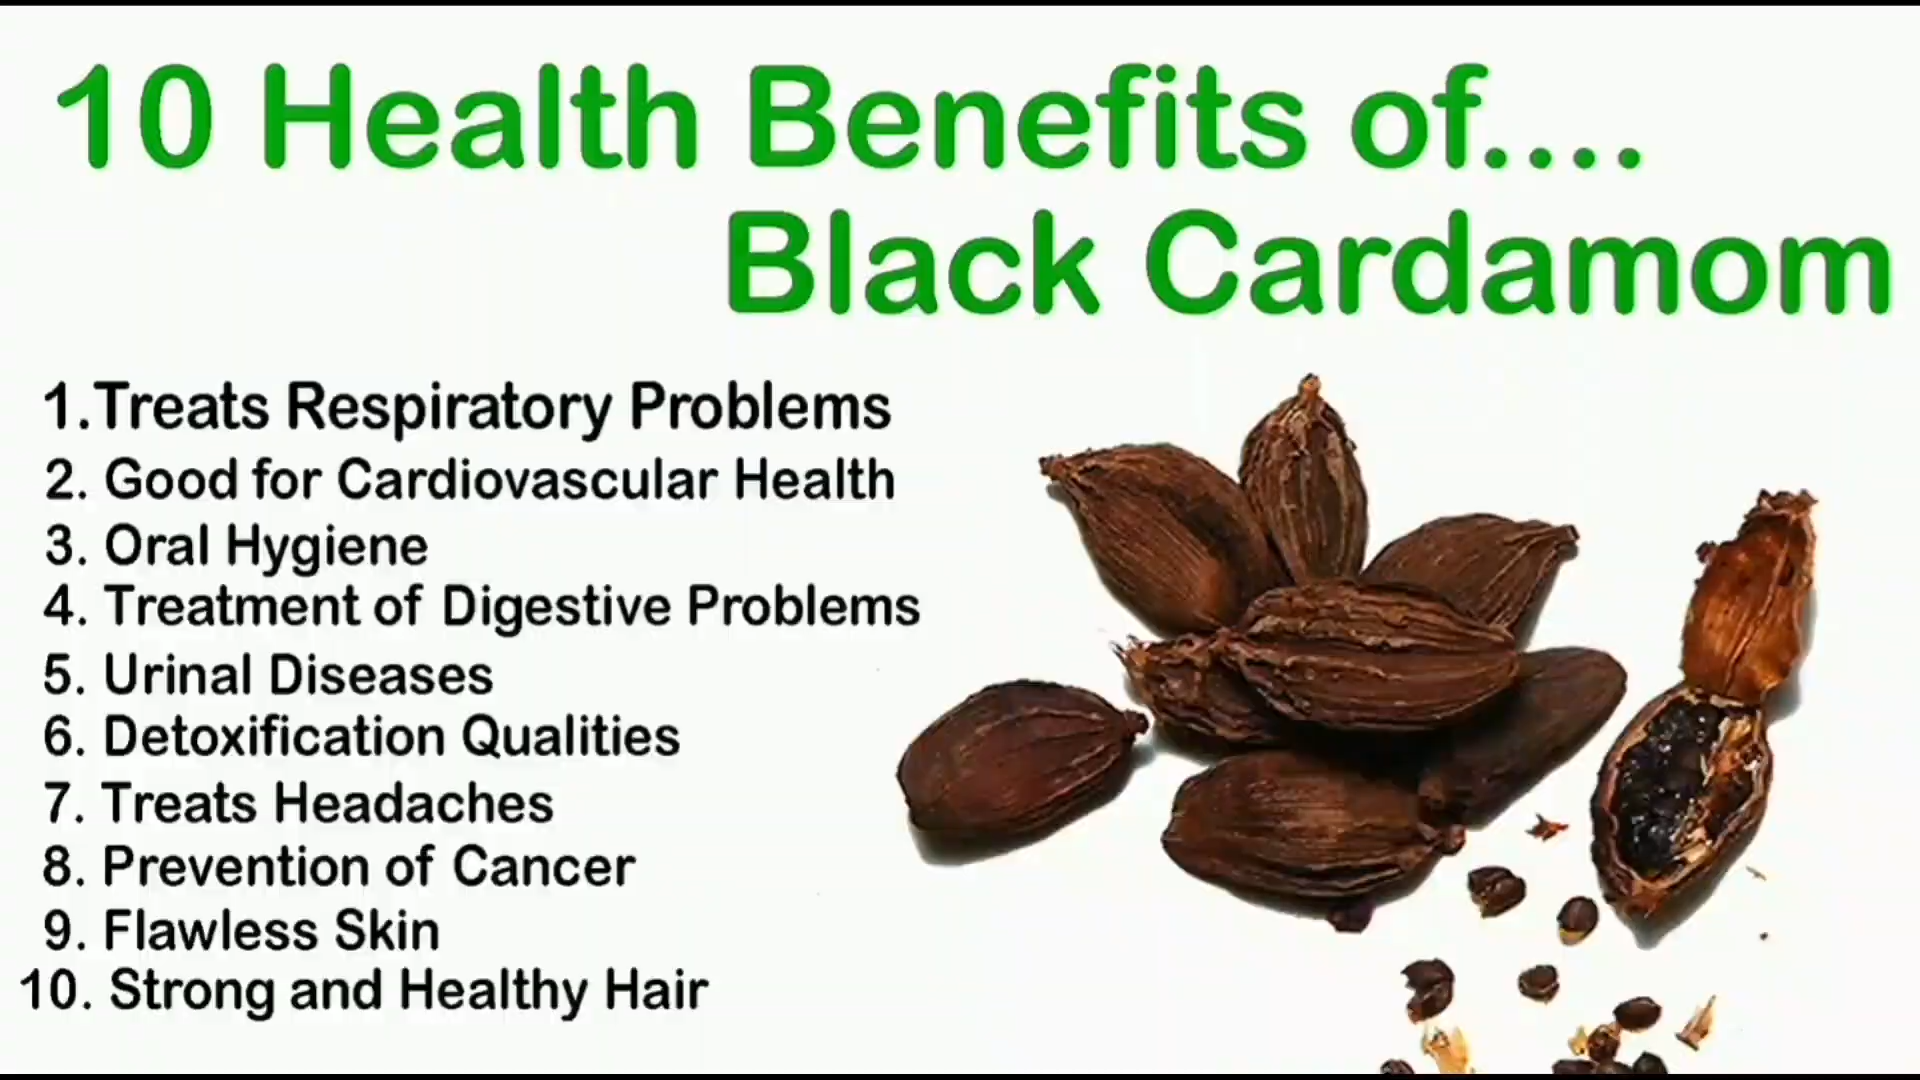 10 Health Benefits of....
Black Cardamom
1.Treats Respiratory Problems
2. Good for Cardiovascular Health
3. Oral Hygiene
4. Treatment of Digestive Problems
5. Urinal Diseases
6. Detoxification Qualities
7. Treats Headaches
8. Prevention of Cancer
9. Flawless Skin
10. Strong and Healthy Hair